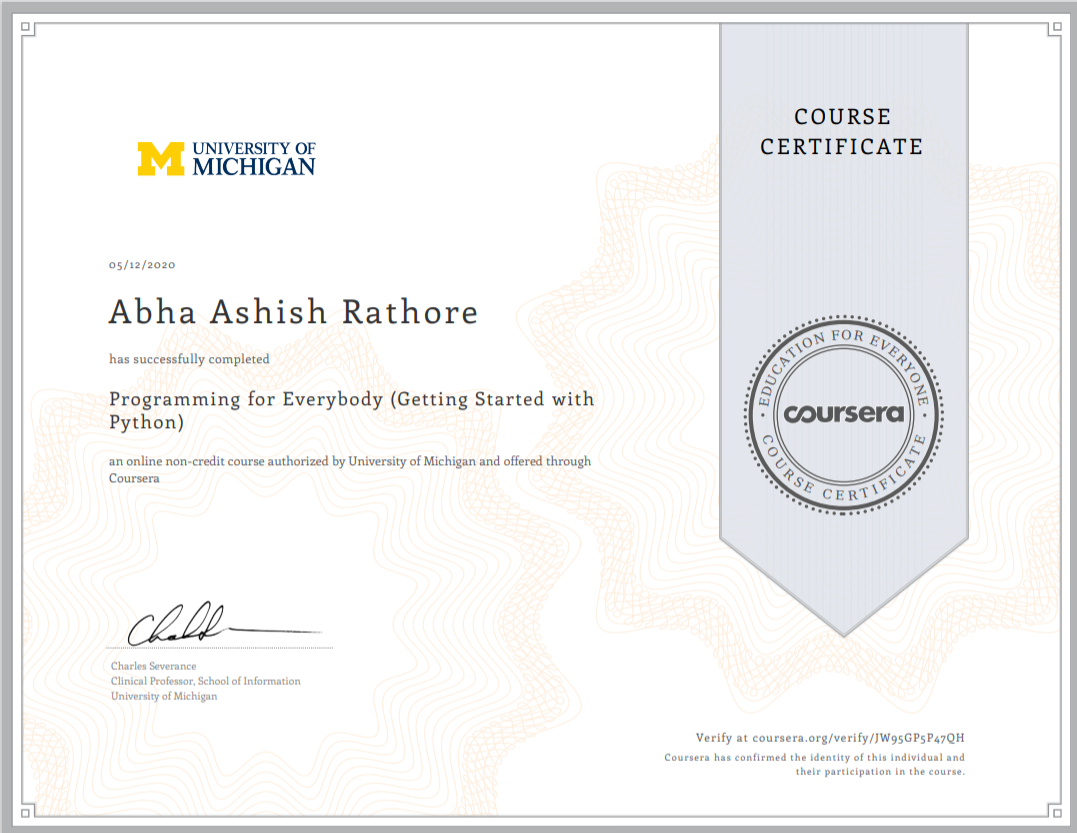 COURSE
CERTIFICATE
UNIVERSITY OF
MICHIGAN
05/12/2020
Abha Ashish Rathore
has successfully completed
Programming for Everybody (Getting Started with
Python)
an online non-credit course authorized by University of Michigan and offered through
Coursera
EDUCATION FOR EVERYONE
coursera
COURSE CERTIFICATE
Charles Severance
Clinical Professor, School of Information
University of Michigan
Verify at coursera.org/verify/JW95GP5P47QH
Coursera has confirmed the identity of this individual and
their participation in the course.